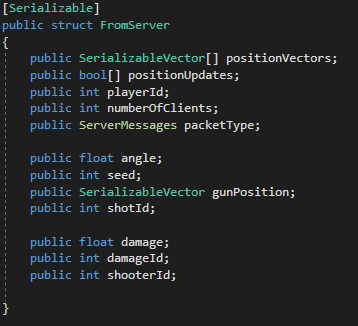 [Serializable]
public struct FromServer
{
public SerializableVector[] positionVectors;
public bool[] positionUpdates;
public int playerId;
public int numberOfClients;
public ServerMessages packetType;
public float angle;
public int seed;
public SerializableVector gunPosition;
public int shotId;
public float damage;
public int damageId;
public int shooterId;
}